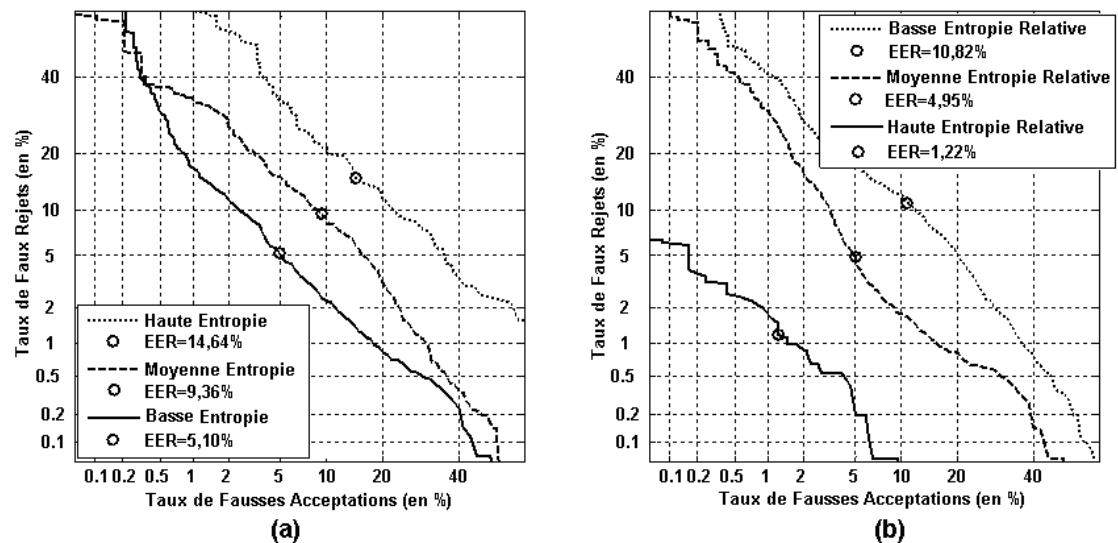 Taux de Faux Rejets (en %)
40
20
10
5
2
1
0.5
0.2
0.1
Haute Entropie
EER=14,64%
Moyenne Entropie
EER=9,36%
Basse Entropie
EER=5,10%
0.1 0.2 0.5 1 2 5 10 20 40
Taux de Fausses Acceptations (en %)
(a)
Taux de Faux Rejets (en %)
40
20
10
5
2
1
0.5
0.2
0.1
Basse Entropie Relative
EER=10,82%
Moyenne Entropie Relative
EER=4,95%
Haute Entropie Relative
EER=1,22%
0.1 0.2 0.5 1 2 5 10 20 40
Taux de Fausses Acceptations (en %)
(b)